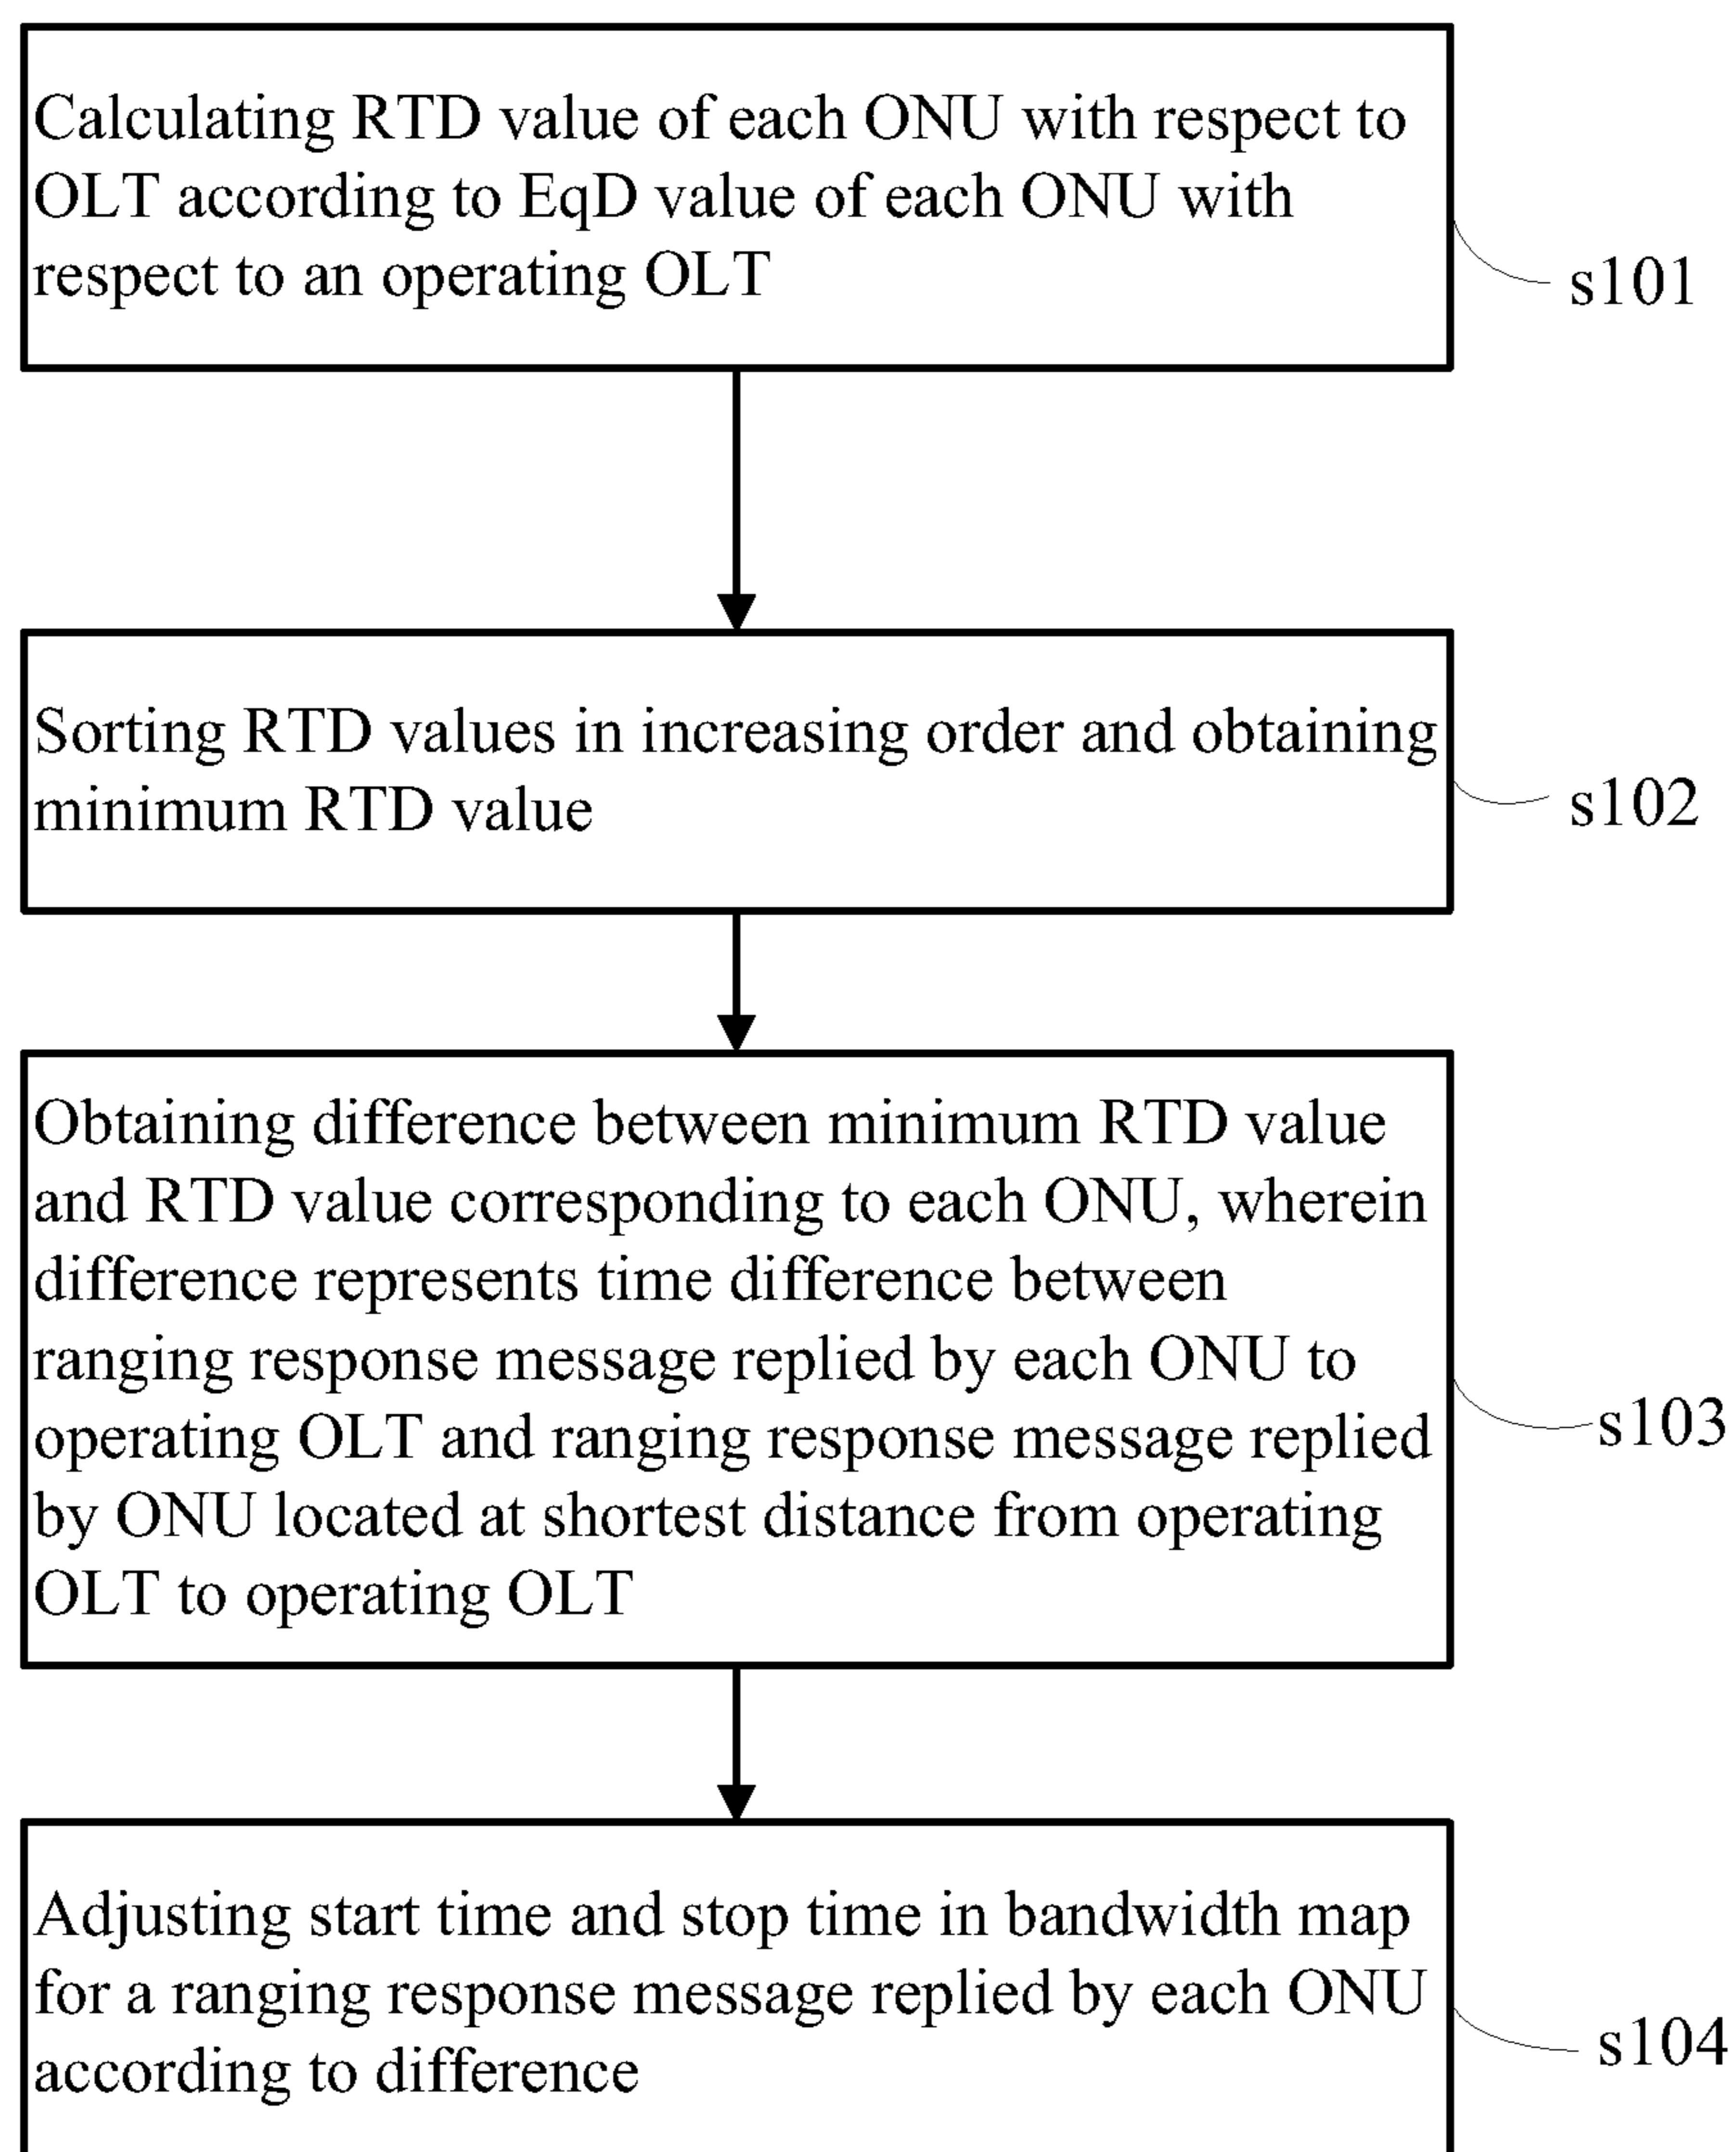 Calculating RTD value of each ONU with respect to
OLT according to EqD value of each ONU with
respect to an operating OLT
s101
Sorting RTD values in increasing order and obtaining
minimum RTD value
s102
Obtaining difference between minimum RTD value
and RTD value corresponding to each ONU, wherein
difference represents time difference between
ranging response message replied by each ONU to
operating OLT and ranging response message replied
by ONU located at shortest distance from operating
OLT to operating OLT
s103
Adjusting start time and stop time in bandwidth map
for a ranging response message replied by each ONU
according to difference
s104